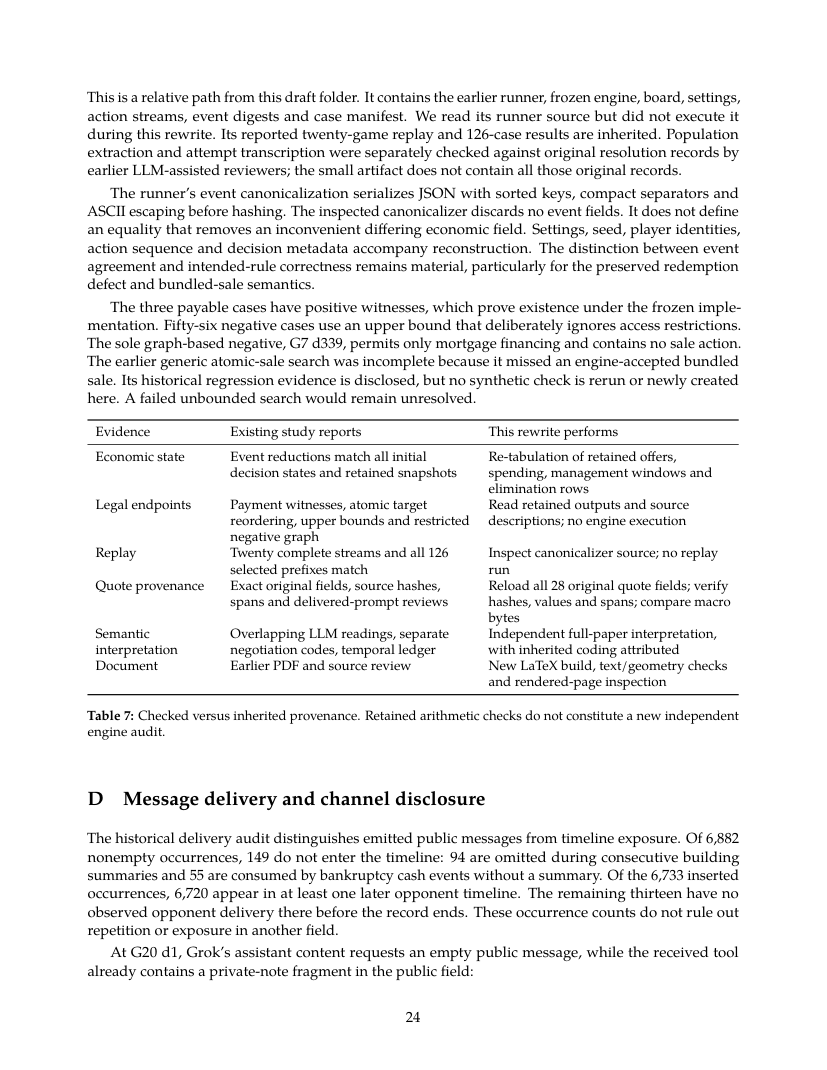 This is a relative path from this draft folder. It contains the earlier runner, frozen engine, board, settings,
action streams, event digests and case manifest. We read its runner source but did not execute it
during this rewrite. Its reported twenty-game replay and 126-case results are inherited. Population
extraction and attempt transcription were separately checked against original resolution records by
earlier LLM-assisted reviewers; the small artifact does not contain all those original records.
The runner's event canonicalization serializes JSON with sorted keys, compact separators and
ASCII escaping before hashing. The inspected canonicalizer discards no event fields. It does not define
an equality that removes an inconvenient differing economic field. Settings, seed, player identities,
action sequence and decision metadata accompany reconstruction. The distinction between event
agreement and intended-rule correctness remains material, particularly for the preserved redemption
defect and bundled-sale semantics.
The three payable cases have positive witnesses, which prove existence under the frozen imple-
mentation. Fifty-six negative cases use an upper bound that deliberately ignores access restrictions.
The sole graph-based negative, G7 d339, permits only mortgage financing and contains no sale action.
The earlier generic atomic-sale search was incomplete because it missed an engine-accepted bundled
sale. Its historical regression evidence is disclosed, but no synthetic check is rerun or newly created
here. A failed unbounded search would remain unresolved.
Evidence Existing study reports This rewrite performs
Economic state Event reductions match all initial Re-tabulation of retained offers,
decision states and retained snapshots spending, management windows and
elimination rows
Legal endpoints Payment witnesses, atomic target Read retained outputs and source
reordering, upper bounds and restricted descriptions; no engine execution
negative graph
Replay Twenty complete streams and all 126 Inspect canonicalizer source; no replay
selected prefixes match run
Quote provenance Exact original fields, source hashes, Reload all 28 original quote fields; verify
spans and delivered-prompt reviews hashes, values and spans; compare macro
bytes
Semantic Overlapping LLM readings, separate Independent full-paper interpretation,
interpretation negotiation codes, temporal ledger with inherited coding attributed
Document Earlier PDF and source review New LaTeX build, text/geometry checks
and rendered-page inspection
Table 7: Checked versus inherited provenance. Retained arithmetic checks do not constitute a new independent
engine audit.
D Message delivery and channel disclosure
The historical delivery audit distinguishes emitted public messages from timeline exposure. Of 6,882
nonempty occurrences, 149 do not enter the timeline: 94 are omitted during consecutive building
summaries and 55 are consumed by bankruptcy cash events without a summary. Of the 6,733 inserted
occurrences, 6,720 appear in at least one later opponent timeline. The remaining thirteen have no
observed opponent delivery there before the record ends. These occurrence counts do not rule out
repetition or exposure in another field.
At G20 d1, Grok's assistant content requests an empty public message, while the received tool
already contains a private-note fragment in the public field:
24